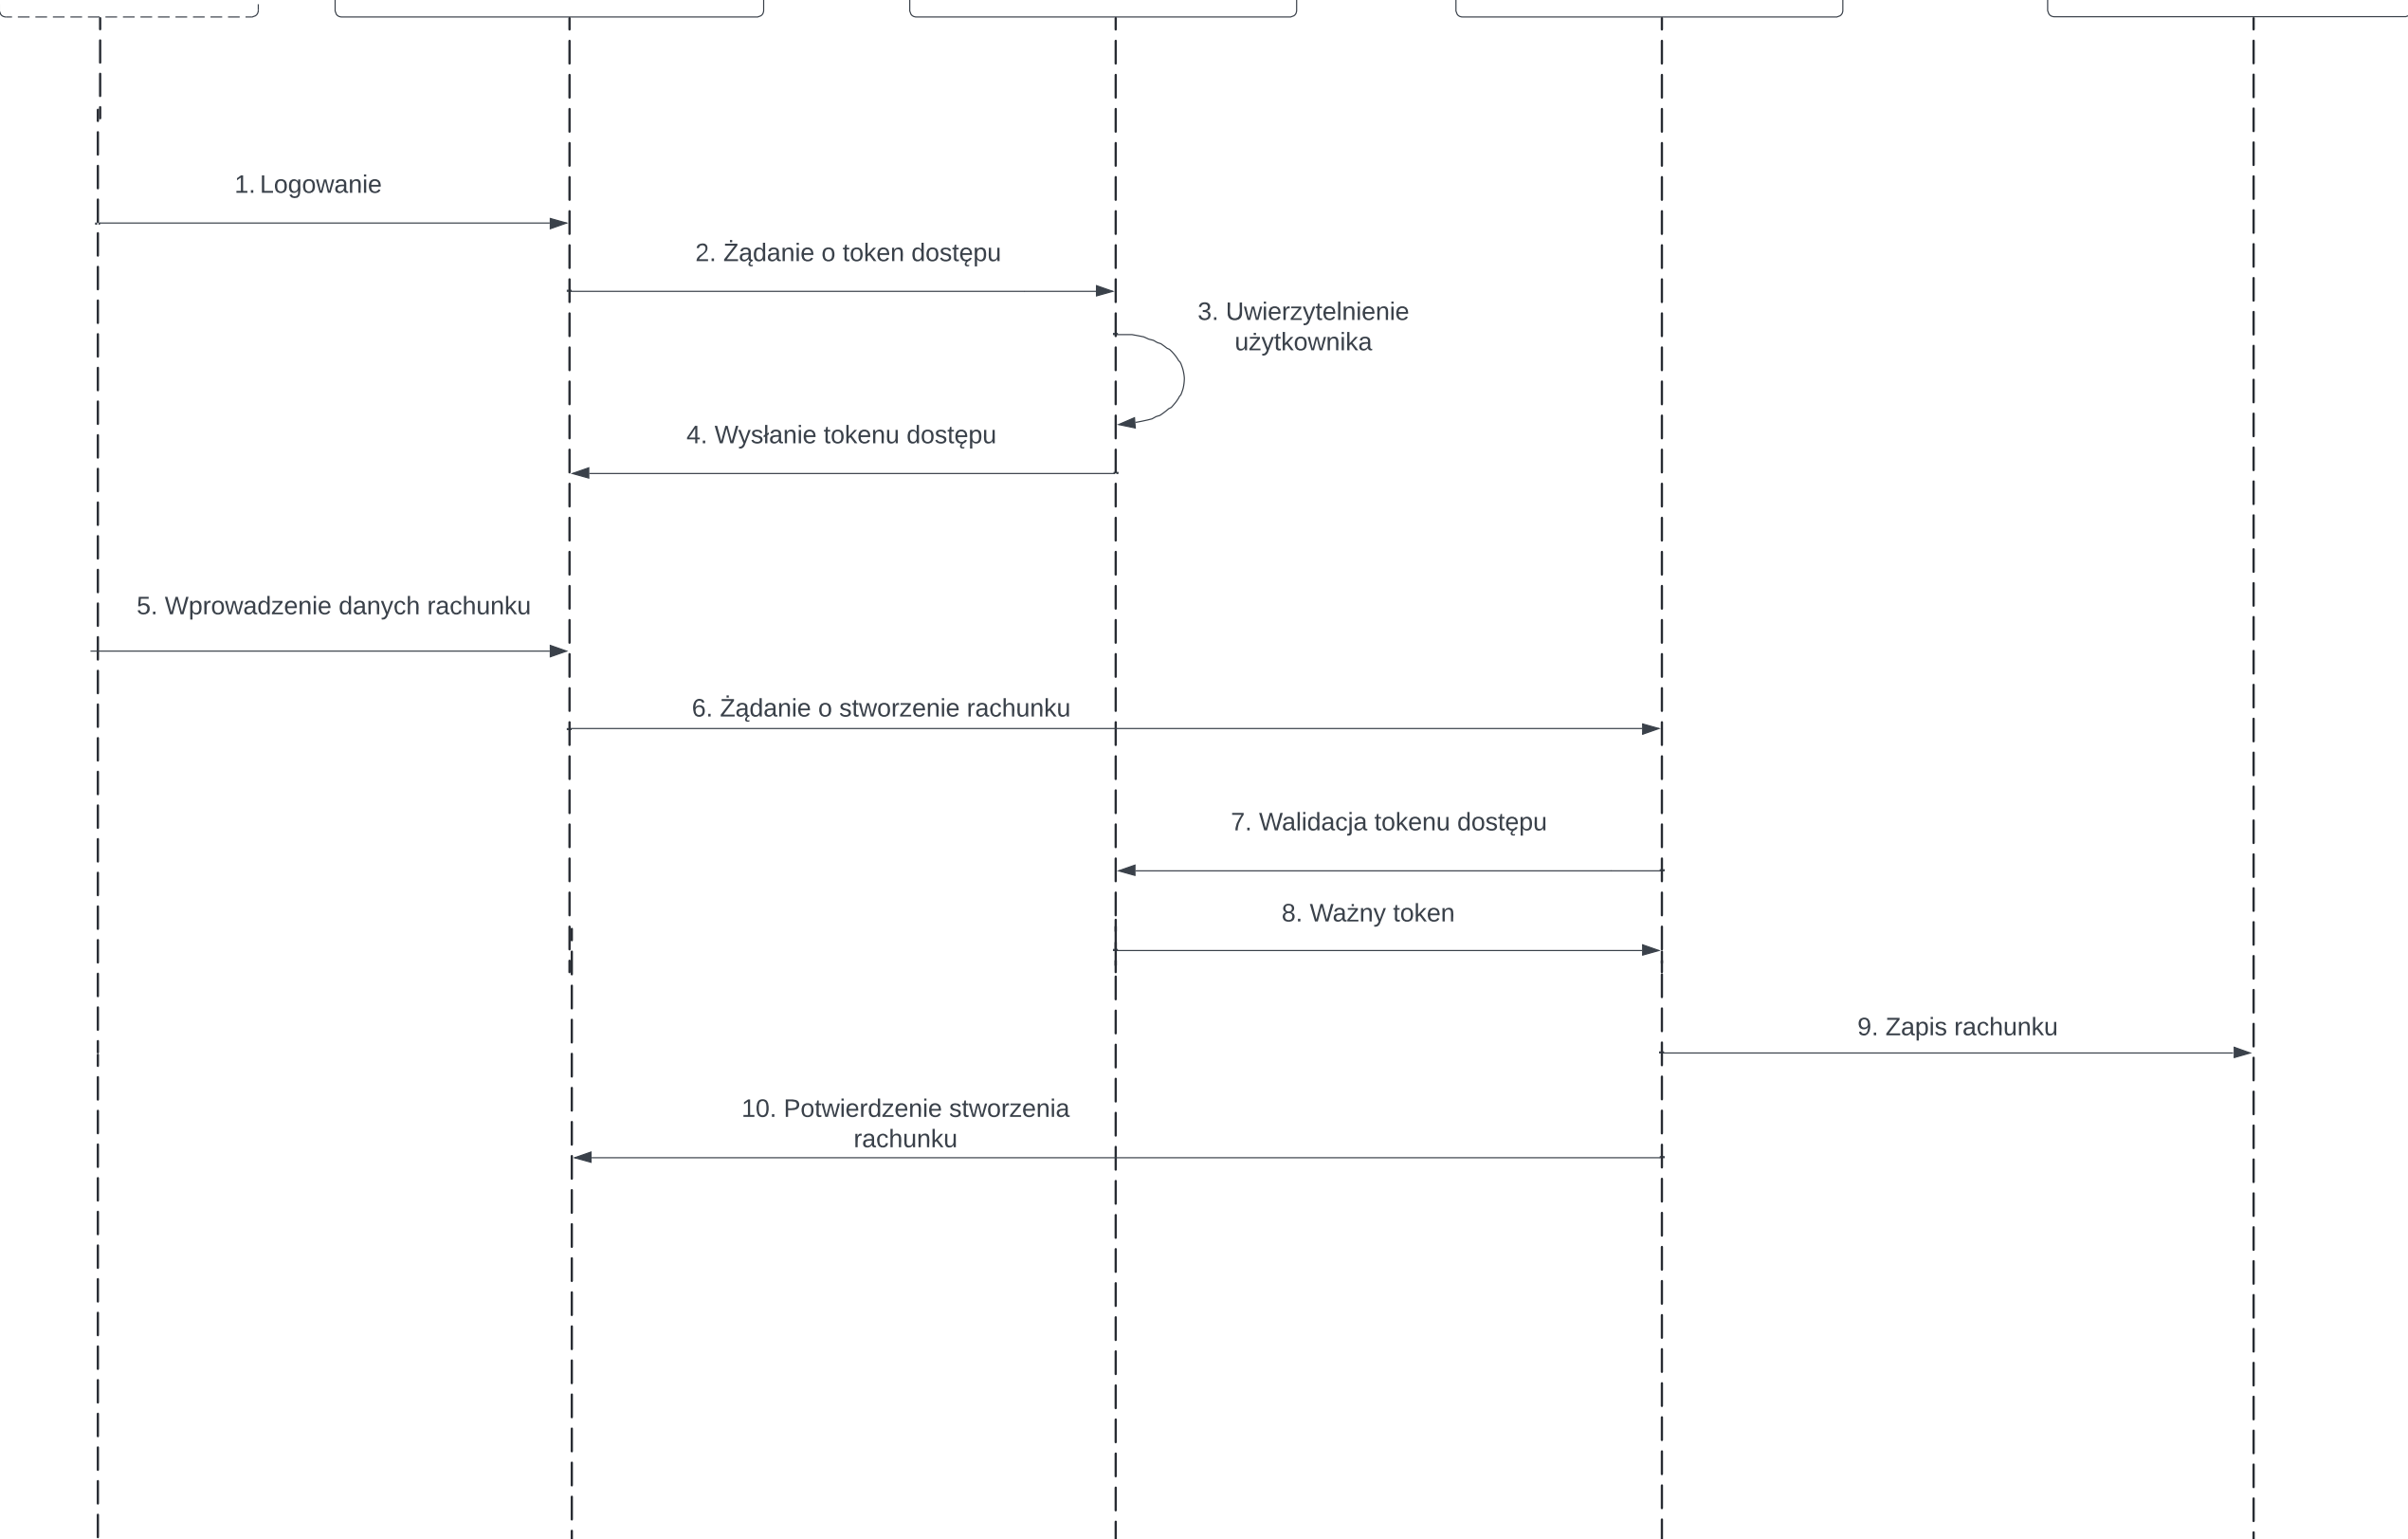 1. Logowanie
2. Żądanie o token dostępu
3. Uwierzytelnienie
użytkownika
4. Wysłanie tokenu dostępu
5. Wprowadzenie danych rachunku
6. Żądanie o stworzenie rachunku
7. Walidacja tokenu dostępu
8. Ważny token
9. Zapis rachunku
10. Potwierdzenie stworzenia
rachunku